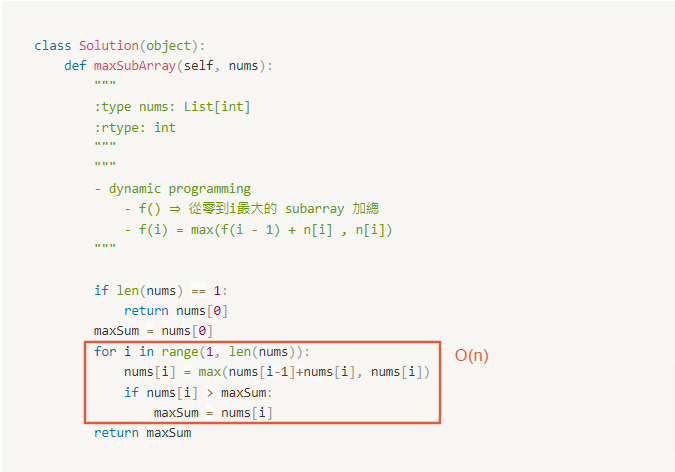 class Solution(object):
    def maxSubArray(self, nums):
        """
        :type nums: List[int]
        :rtype: int
        """
        """
        - dynamic programming
            - f() ⇒ 從零到i最大的 subarray 加總
            - f(i) = max(f(i - 1) + n[i] , n[i])
        """

        if len(nums) == 1:
            return nums[0]
        maxSum = nums[0]
        for i in range(1, len(nums)):
            nums[i] = max(nums[i-1]+nums[i], nums[i])
            if nums[i] > maxSum:
                maxSum = nums[i]
        return maxSum
O(n)